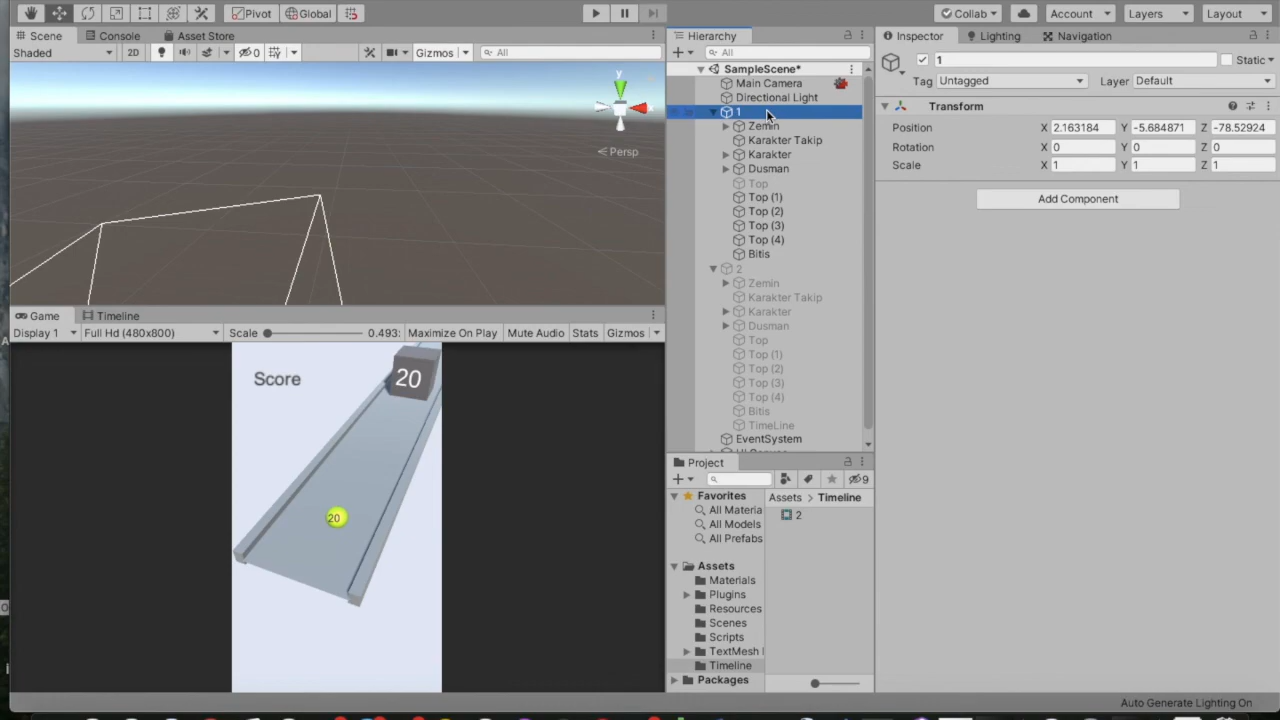 Pivot Global Collab Account Layers Layout
Scene Console Asset Store
Shaded 2D 0 Gizmos All
y
x
Persp
Game Timeline
Display 1 Full Hd (480x800) Scale 0.493: Maximize On Play Mute Audio Stats Gizmos
Score
20
20
Hierarchy
All
SampleScene*
Main Camera
Directional Light
1
Zemin
Karakter Takip
Karakter
Dusman
Top
Top (1)
Top (2)
Top (3)
Top (4)
Bitis
2
Zemin
Karakter Takip
Karakter
Dusman
Top
Top (1)
Top (2)
Top (3)
Top (4)
Bitis
TimeLine
EventSystem
Project
9
Favorites
All Materia
All Models
All Prefabs
Assets
Materials
Plugins
Resources
Scenes
Scripts
TextMesh
Timeline
Packages
Assets > Timeline
2
Inspector Lighting Navigation
1 Static
Tag Untagged Layer Default
Transform
Position X 2.163184 Y -5.684871 Z -78.52924
Rotation X 0 Y 0 Z 0
Scale X 1 Y 1 Z 1
Add Component
Auto Generate Lighting On